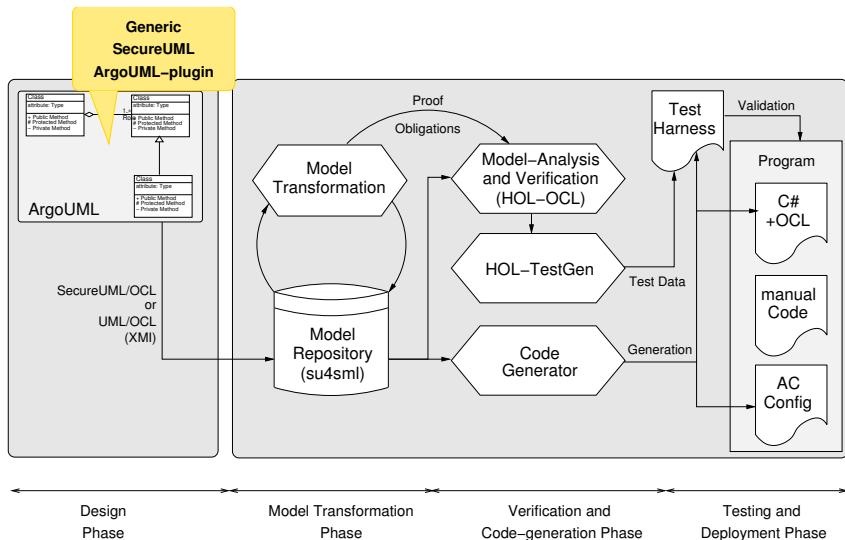 Generic
SecureUML
ArgoUML–plugin
Class
attribute: Type
+ Public Method
# Protected Method
– Private Method
1..*
Role
Class
attribute: Type
+ Public Method
# Protected Method
– Private Method
Class
attribute: Type
+ Public Method
# Protected Method
– Private Method
ArgoUML
SecureUML/OCL
or
UML/OCL
(XMI)
Proof
Obligations
Model
Transformation
Model
Repository
(su4sml)
Model–Analysis
and Verification
(HOL–OCL)
HOL–TestGen
Code
Generator
Test Data
Generation
Test
Harness
Validation
Program
C#
+OCL
manual
Code
AC
Config
Design
Phase
Model Transformation
Phase
Verification and
Code–generation Phase
Testing and
Deployment Phase